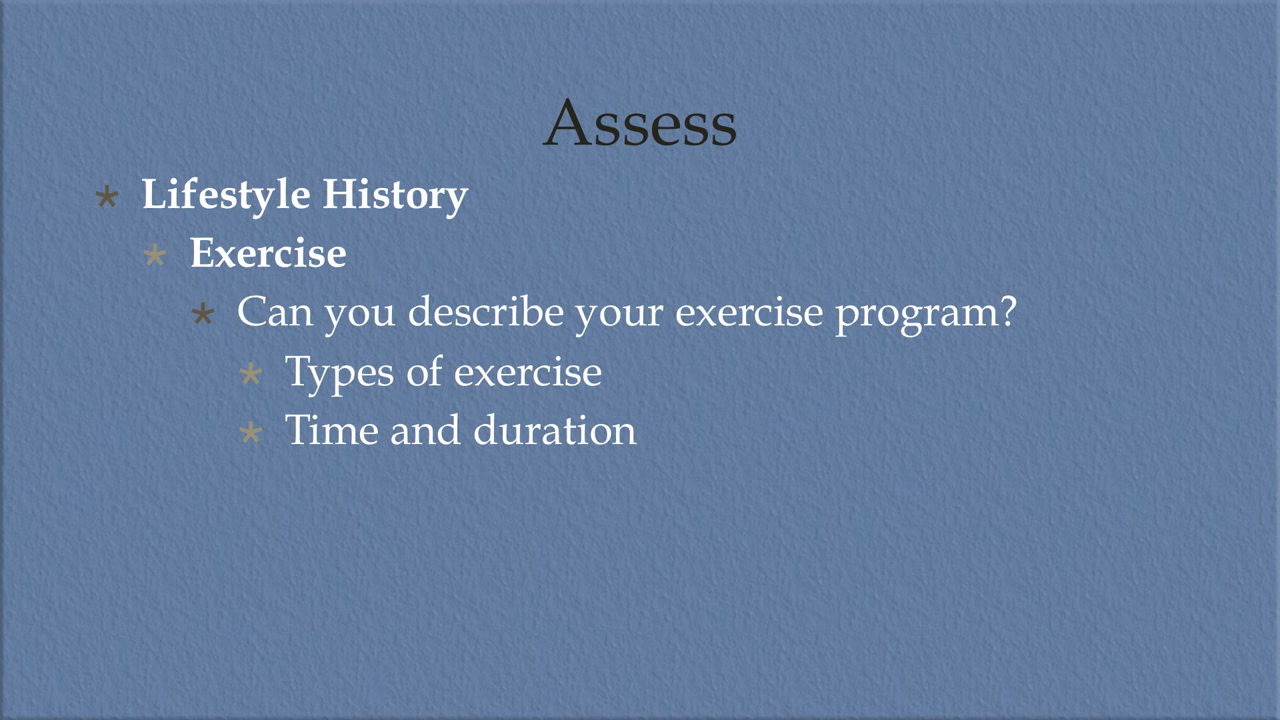 Assess
* Lifestyle History
* Exercise
* Can you describe your exercise program?
* Types of exercise
* Time and duration